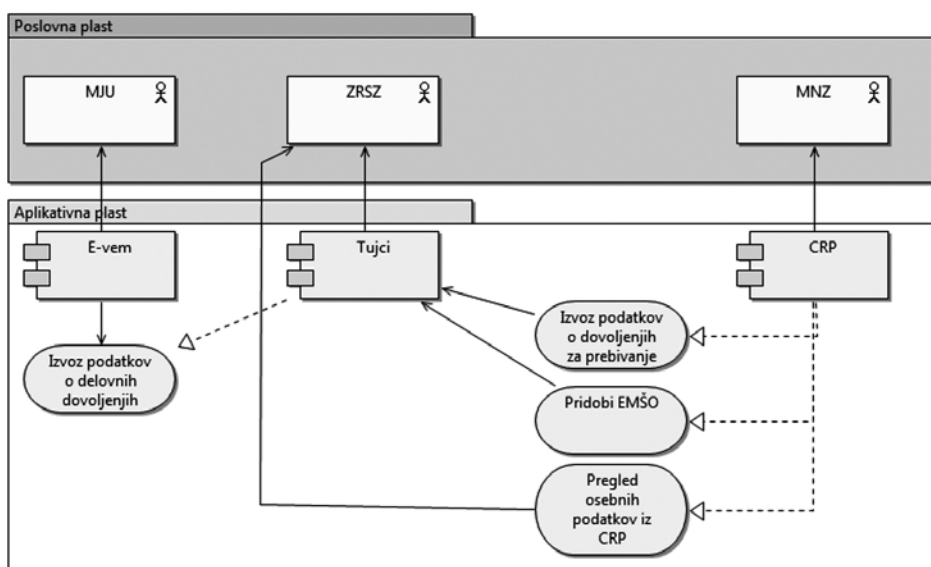 Poslovna plast
MJU
ZRSZ
MNZ
Aplikativna plast
E-vem
Tujci
CRP
Izvoz podatkov
o delovnih
dovoljenjih
Izvoz podatkov
o dovoljenjih
za prebivanje
Pridobi EMŠO
Pregled
osebnih
podatkov iz
CRP